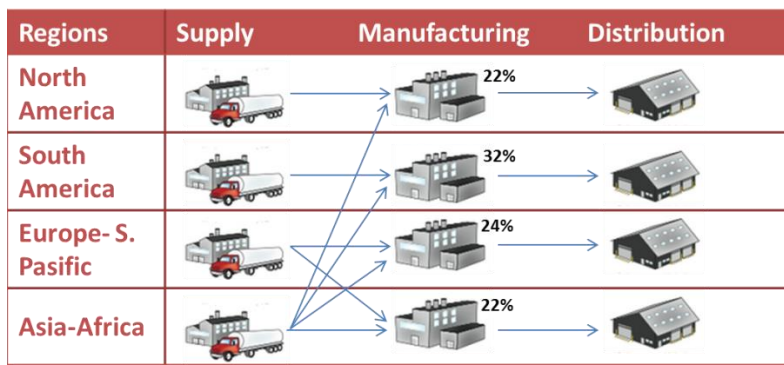 Regions Supply Manufacturing Distribution
North
America
22%
South
America
32%
Europe- S.
Pasific
24%
Asia-Africa
22%